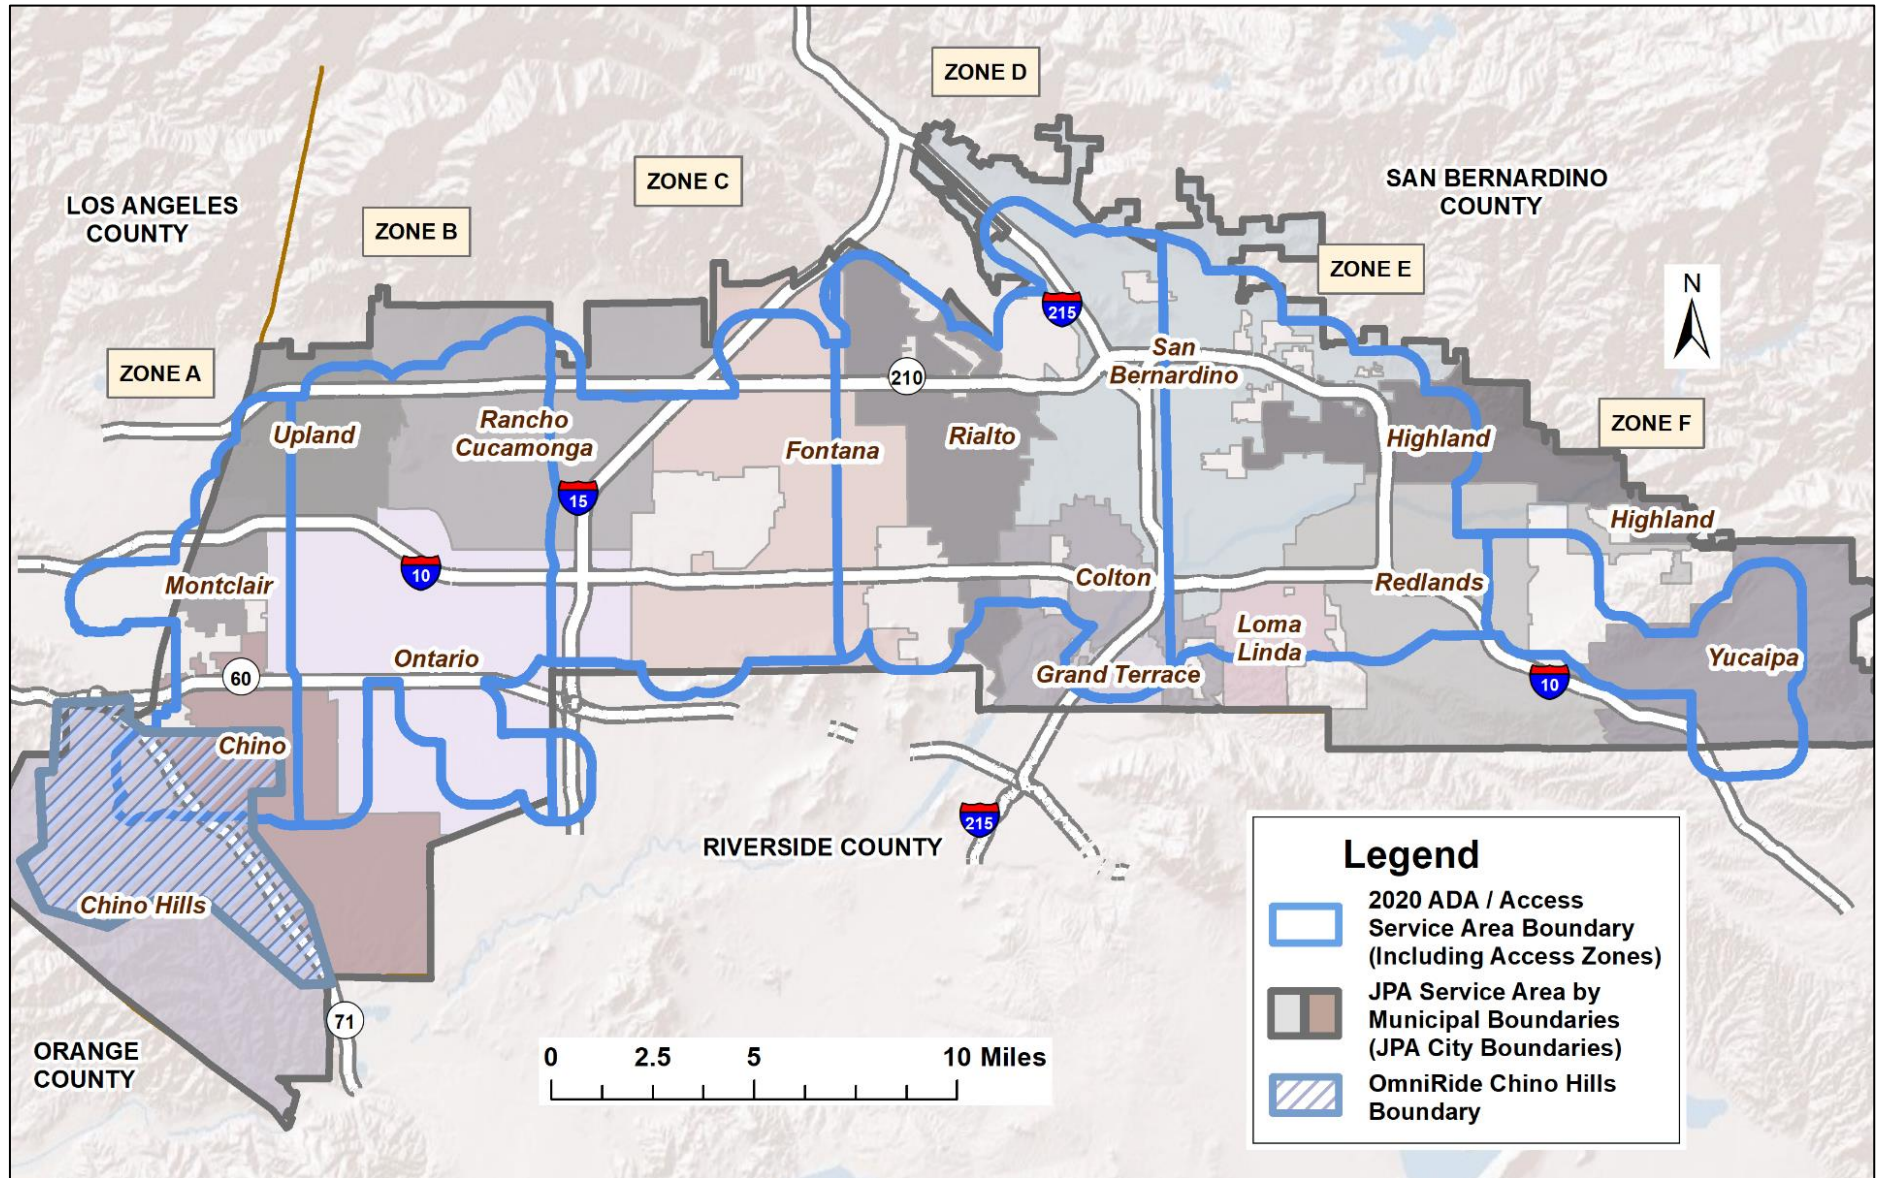 ZONE D
ZONE C
SAN BERNARDINO
COUNTY
LOS ANGELES
COUNTY
ZONE B
ZONE E
N
215
ZONE A
San
Bernardino
210
Upland
Rancho
Cucamonga
Fontana
Rialto
Highland
ZONE F
15
Highland
10
Montclair
Colton
Redlands
Loma
Linda
Ontario
60
Grand Terrace
Yucaipa
10
Chino
215
RIVERSIDE COUNTY
Chino Hills
71
ORANGE
COUNTY
0 2.5 5 10 Miles
Legend
2020 ADA / Access
Service Area Boundary
(Including Access Zones)
JPA Service Area by
Municipal Boundaries
(JPA City Boundaries)
OmniRide Chino Hills
Boundary